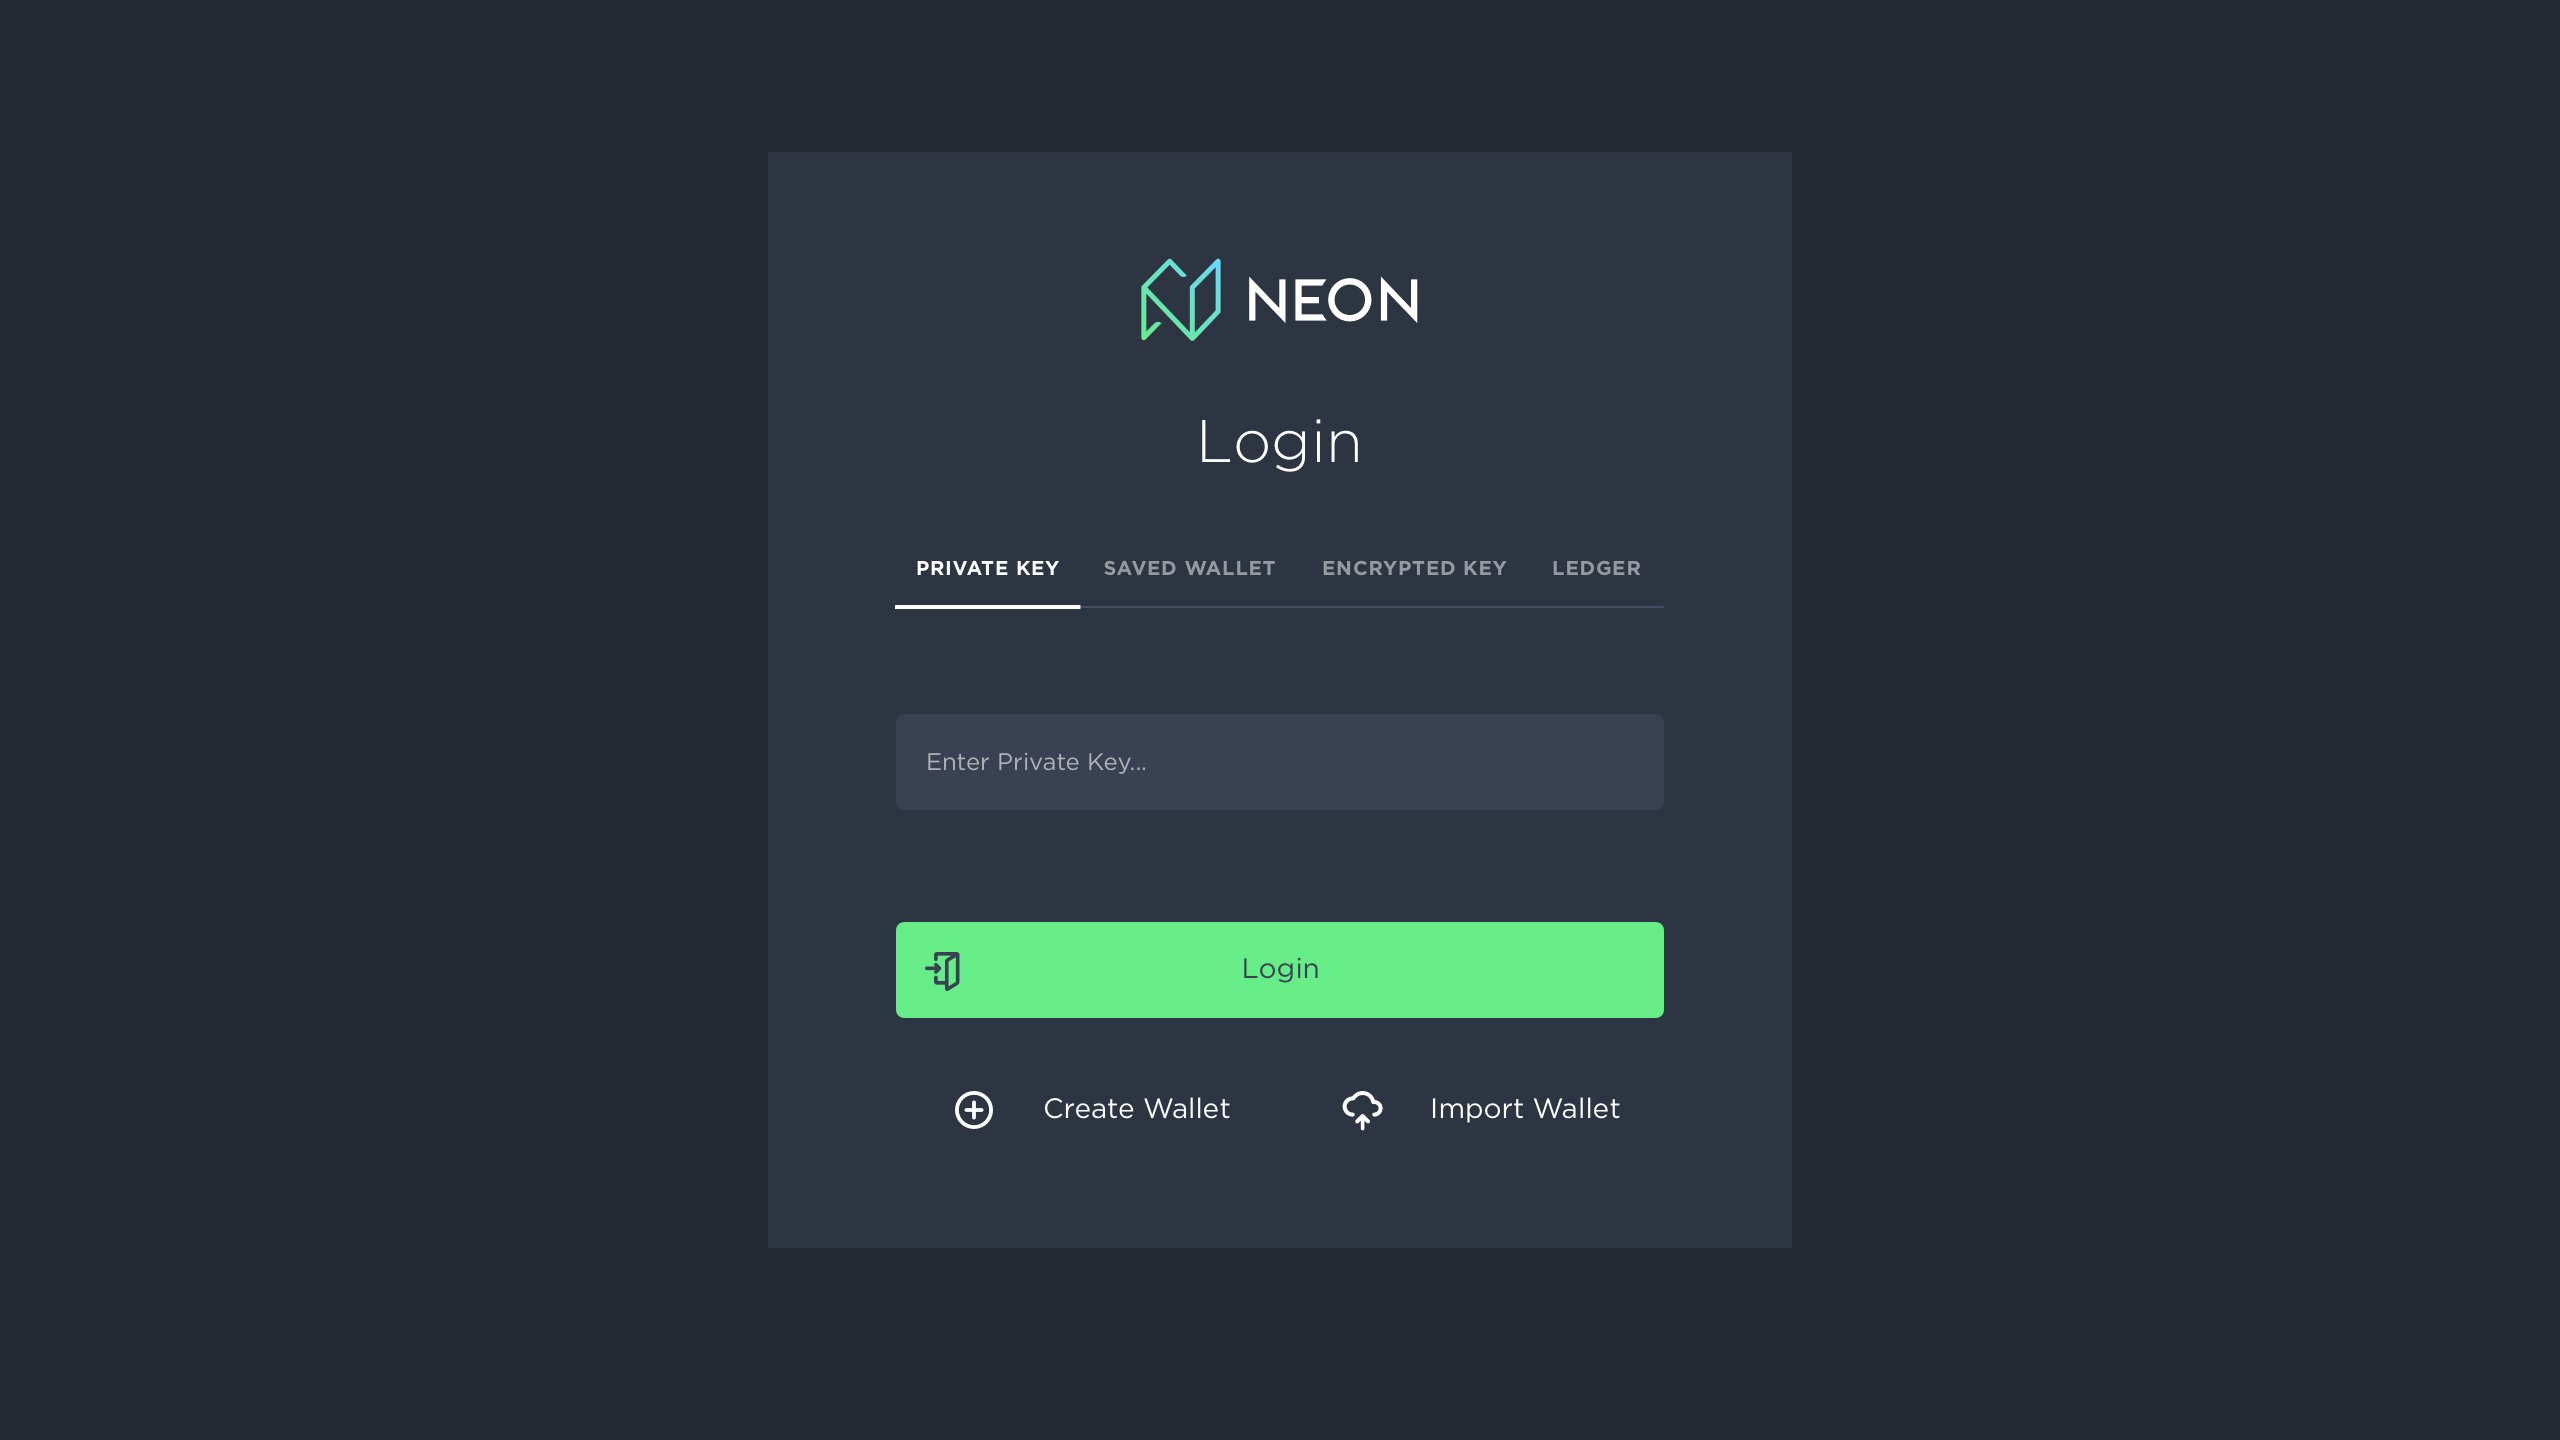 NEON
Login
PRIVATE KEY SAVED WALLET ENCRYPTED KEY LEDGER
Enter Private Key...
Login
Create Wallet Import Wallet